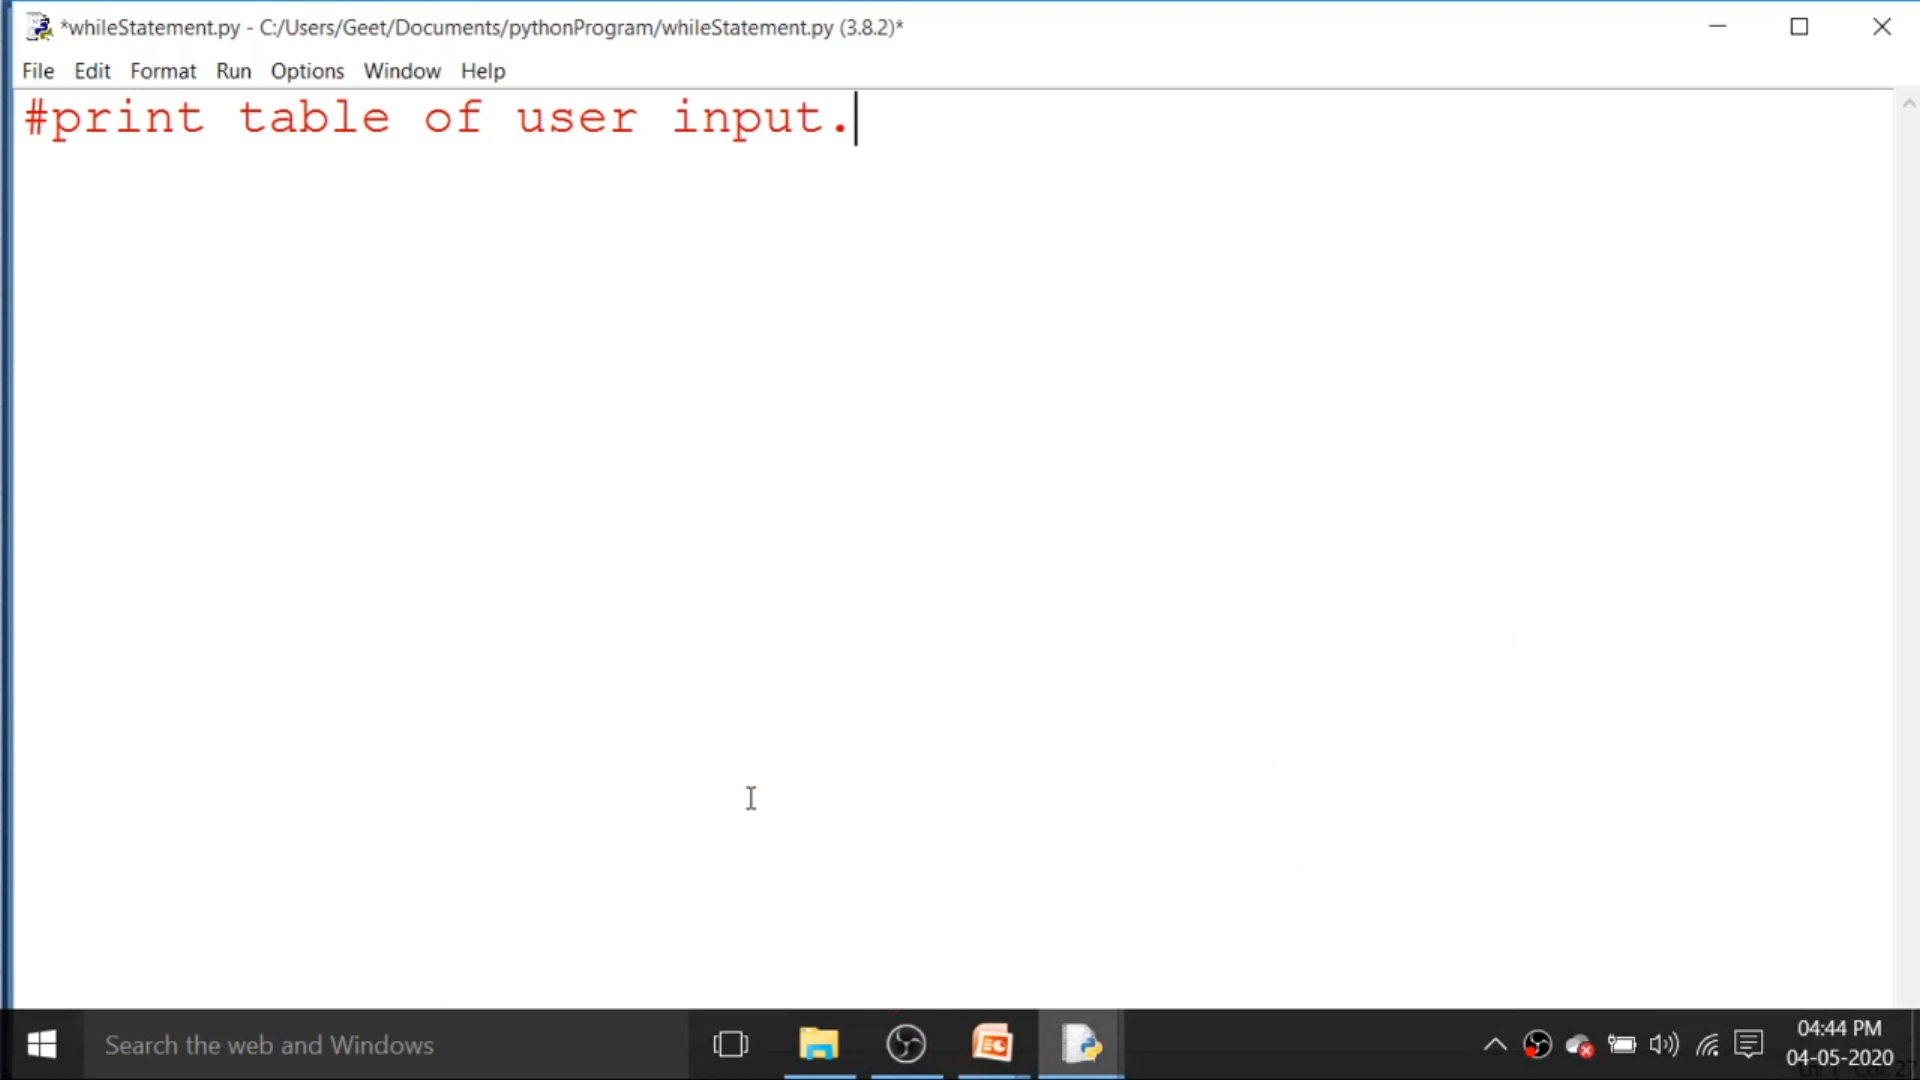 *whileStatement.py - C:/Users/Geet/Documents/pythonProgram/whileStatement.py (3.8.2)*
File Edit Format Run Options Window Help
#print table of user input.
Search the web and Windows
04:44 PM
04-05-2020